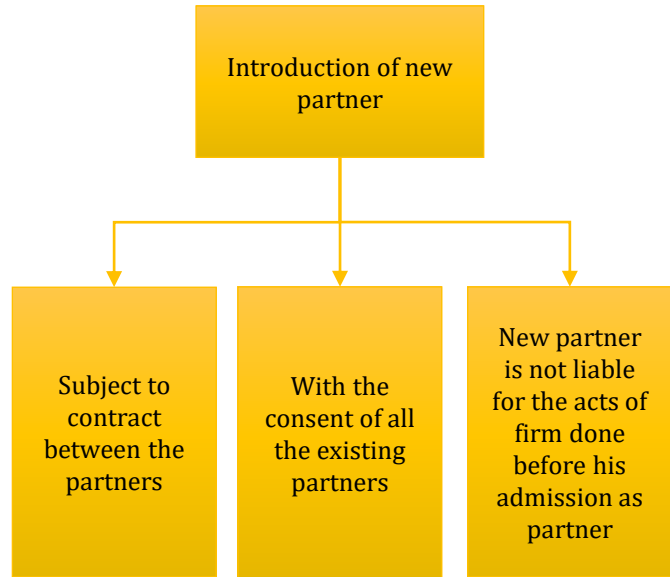 Introduction of new
partner
Subject to
contract
between the
partners
With the
consent of all
the existing
partners
New partner
is not liable
for the acts of
firm done
before his
admission as
partner